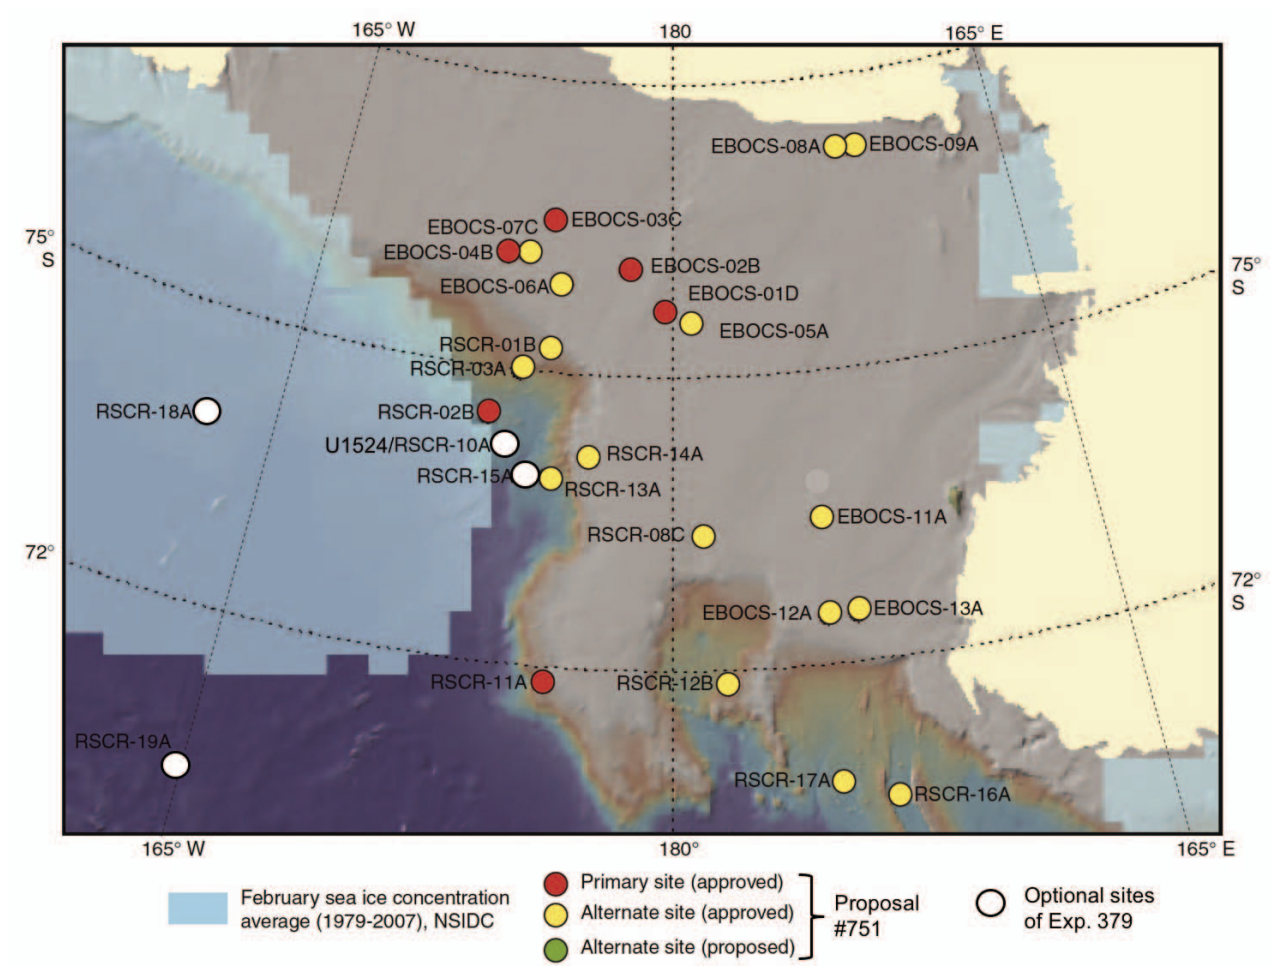 165° W
180
165° E
EBOCS-08A
EBOCS-09A
EBOCS-07C
EBOCS-03C
75°
S
EBOCS-04B
EBOCS-02B
75°
S
EBOCS-06A
EBOCS-01D
EBOCS-05A
RSCR-01B
RSCR-03A
RSCR-18A
RSCR-02B
U1524/RSCR-10A
RSCR-14A
RSCR-15A
RSCR-13A
EBOCS-11A
RSCR-08C
72°
72°
S
EBOCS-12A
EBOCS-13A
RSCR-11A
RSCR-12B
RSCR-19A
RSCR-17A
RSCR-16A
165° W
180°
165° E
February sea ice concentration
average (1979-2007), NSIDC
Primary site (approved)
Alternate site (approved)
Alternate site (proposed)
Proposal
#751
Optional sites
of Exp. 379